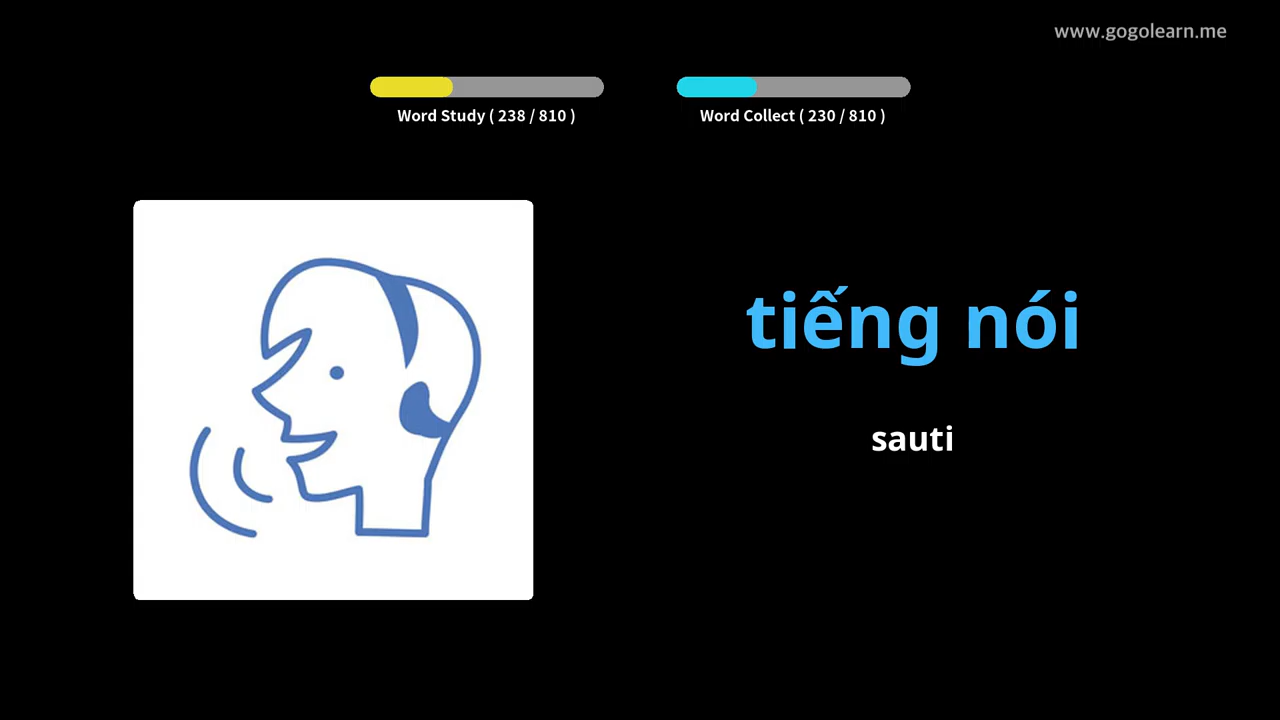 www.gogolearn.me
Word Study ( 238 / 810 )
Word Collect ( 230 / 810 )
tiếng nói
sauti